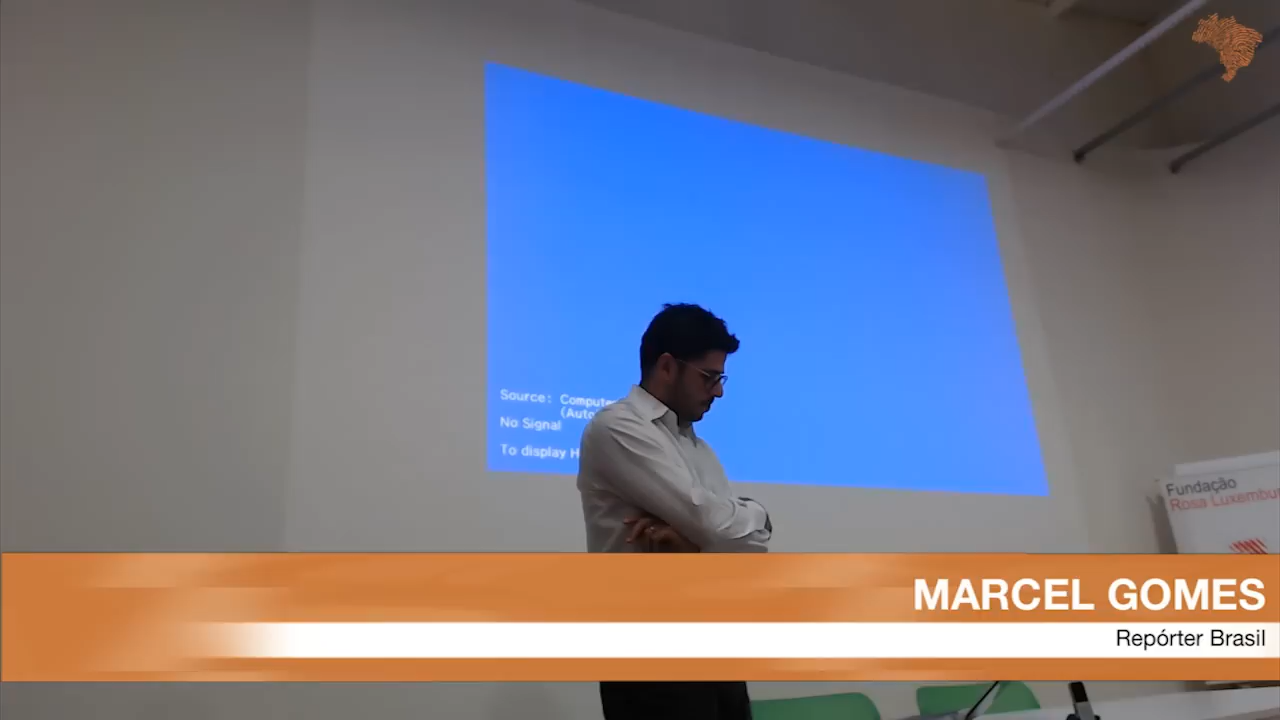 Source: Compute
(Auto
No Signal
To display H
Fundação
Rosa Luxembu
MARCEL GOMES
Repórter Brasil